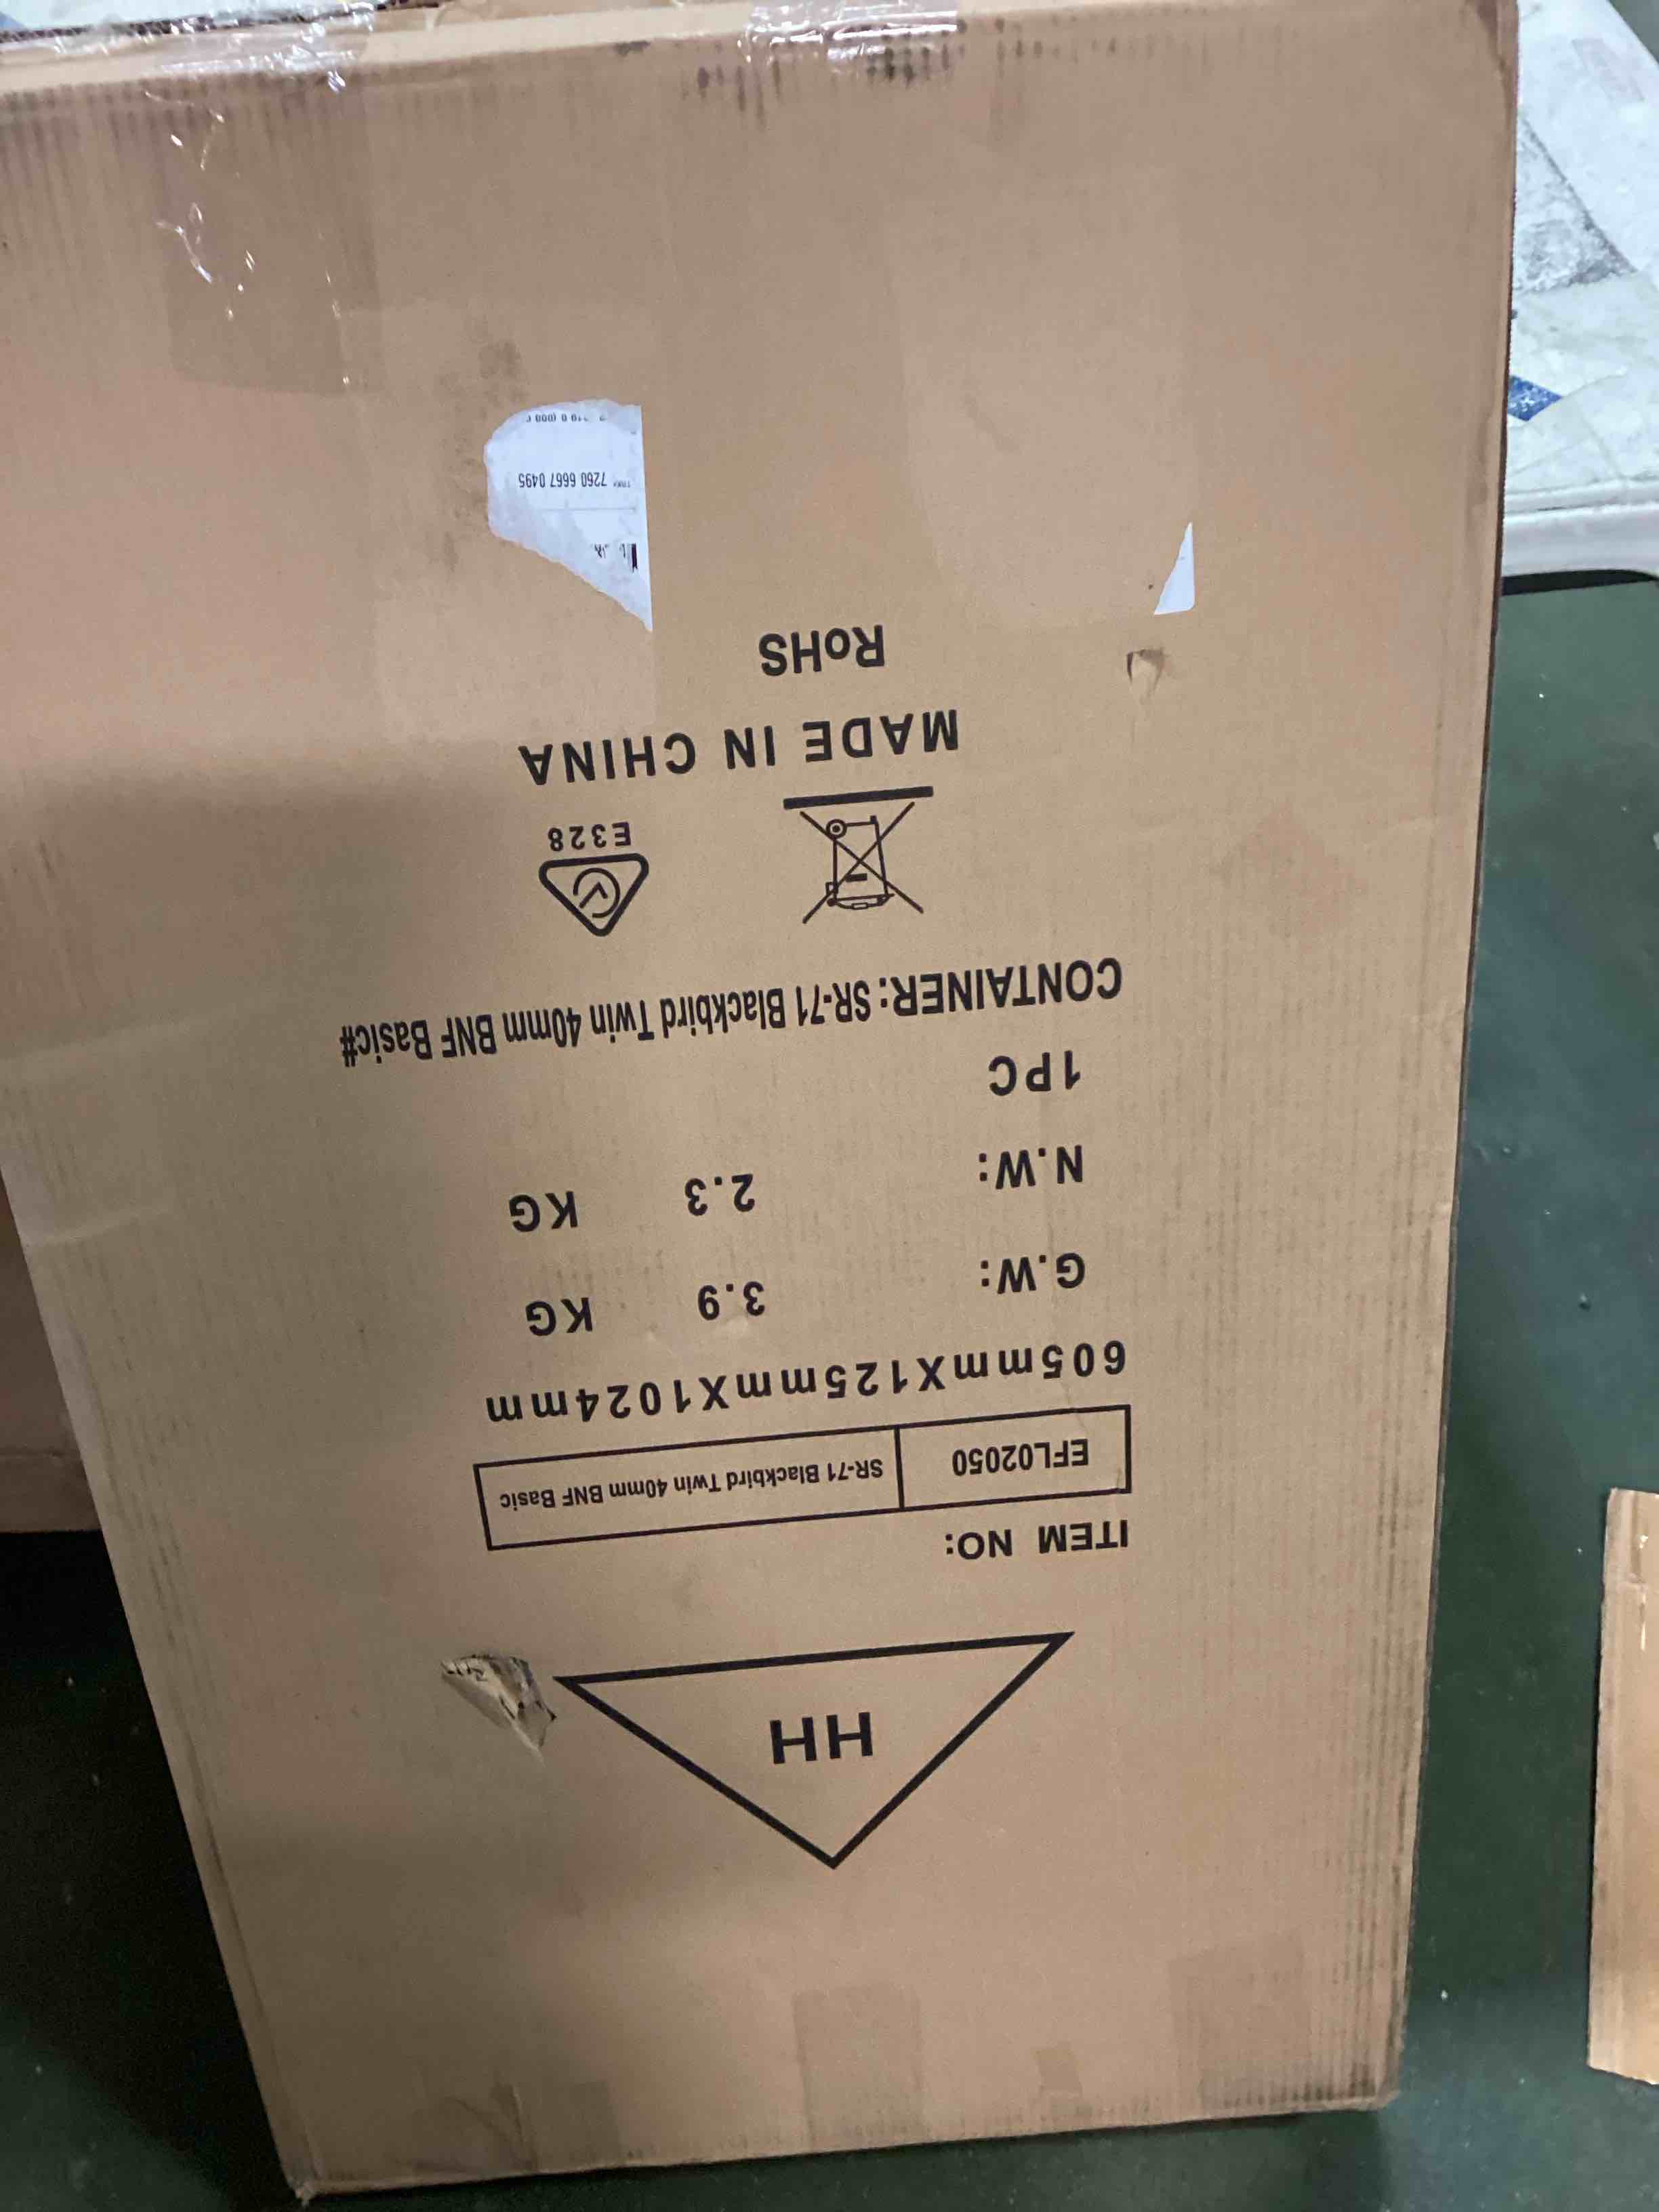 HH
ITEM NO:
EFL02050 SR-71 Blackbird Twin 40mm BNF Basic
605mmX125mmX1024mm
G.W: 3.9 KG
N.W: 2.3 KG
1PC
CONTAINER: SR-71 Blackbird Twin 40mm BNF Basic#
E328
MADE IN CHINA
RoHS
7260 6667 0495